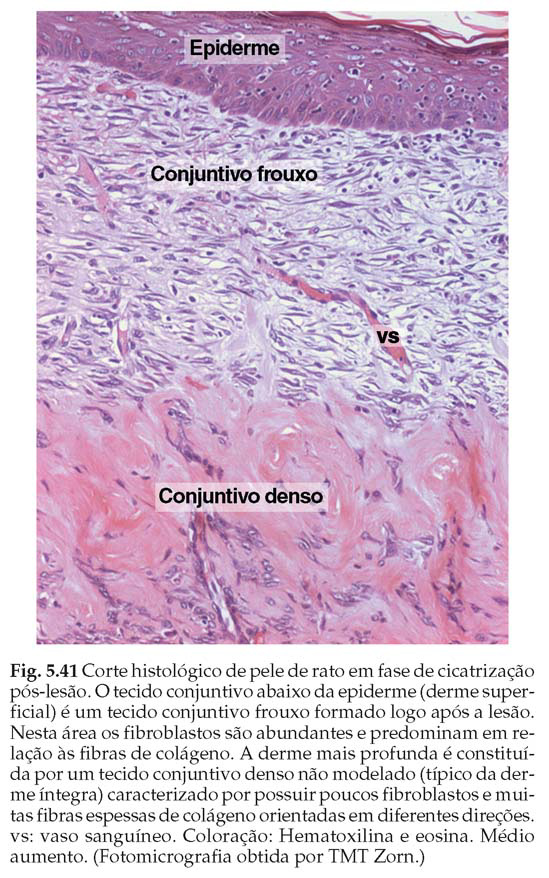 Epiderme
Conjuntivo frouxo
vs
Conjuntivo denso
Fig. 5.41 Corte histológico de pele de rato em fase de cicatrização
pós-lesão. O tecido conjuntivo abaixo da epiderme (derme super-
ficial) é um tecido conjuntivo frouxo formado logo após a lesão.
Nesta área os fibroblastos são abundantes e predominam em re-
lação às fibras de colágeno. A derme mais profunda é constituí-
da por um tecido conjuntivo denso não modelado (típico da der-
me íntegra) caracterizado por possuir poucos fibroblastos e mui-
tas fibras espessas de colágeno orientadas em diferentes direções.
vs: vaso sanguíneo. Coloração: Hematoxilina e eosina. Médio
aumento. (Fotomicrografia obtida por TMT Zorn.)